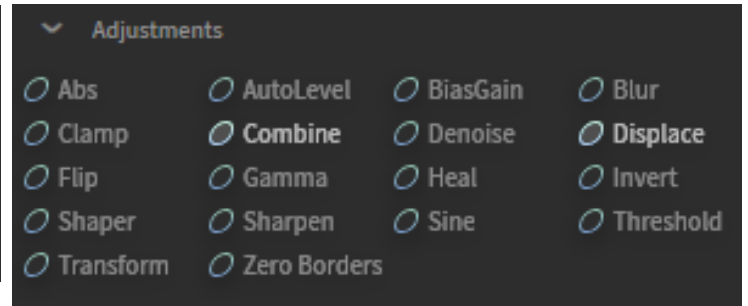 Adjustments
Abs AutoLevel BiasGain Blur
Clamp Combine Denoise Displace
Flip Gamma Heal Invert
Shaper Sharpen Sine Threshold
Transform Zero Borders